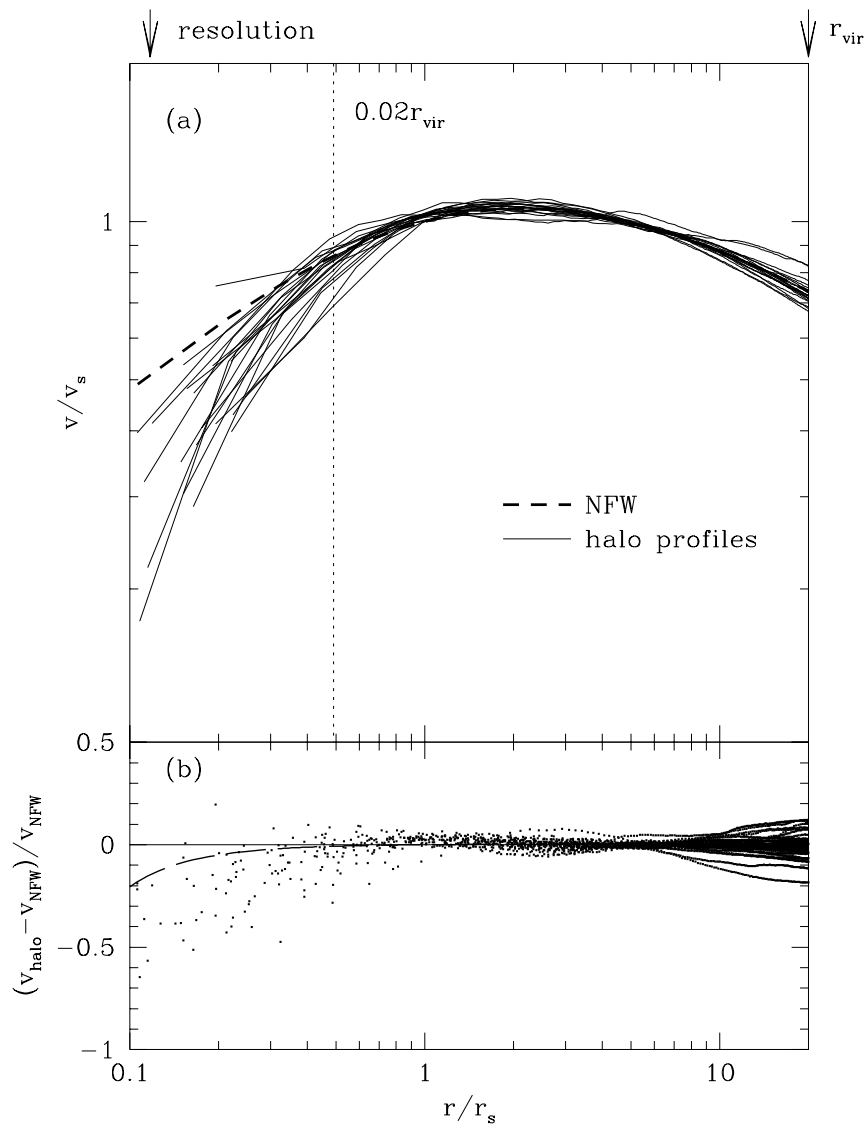 resolution
r_vir
(a)
0.02r_vir
1
v/v_s
NFW
halo profiles
0.5
(b)
0
−0.5
−1
(v_halo−v_NFW)/v_NFW
0.1 1 10
r/r_s